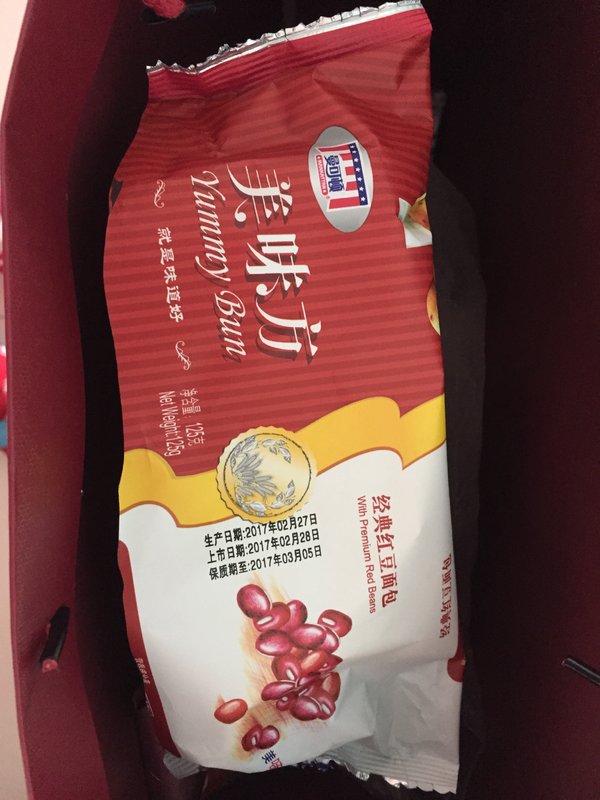 曼可顿
美味方
Yummy Bun
就是味道好
净含量：125克
Net Weight:125g
经典红豆面包
With Premium Red Beans
生产日期:2017年02月27日
上市日期:2017年02月28日
保质期至:2017年03月05日
美味